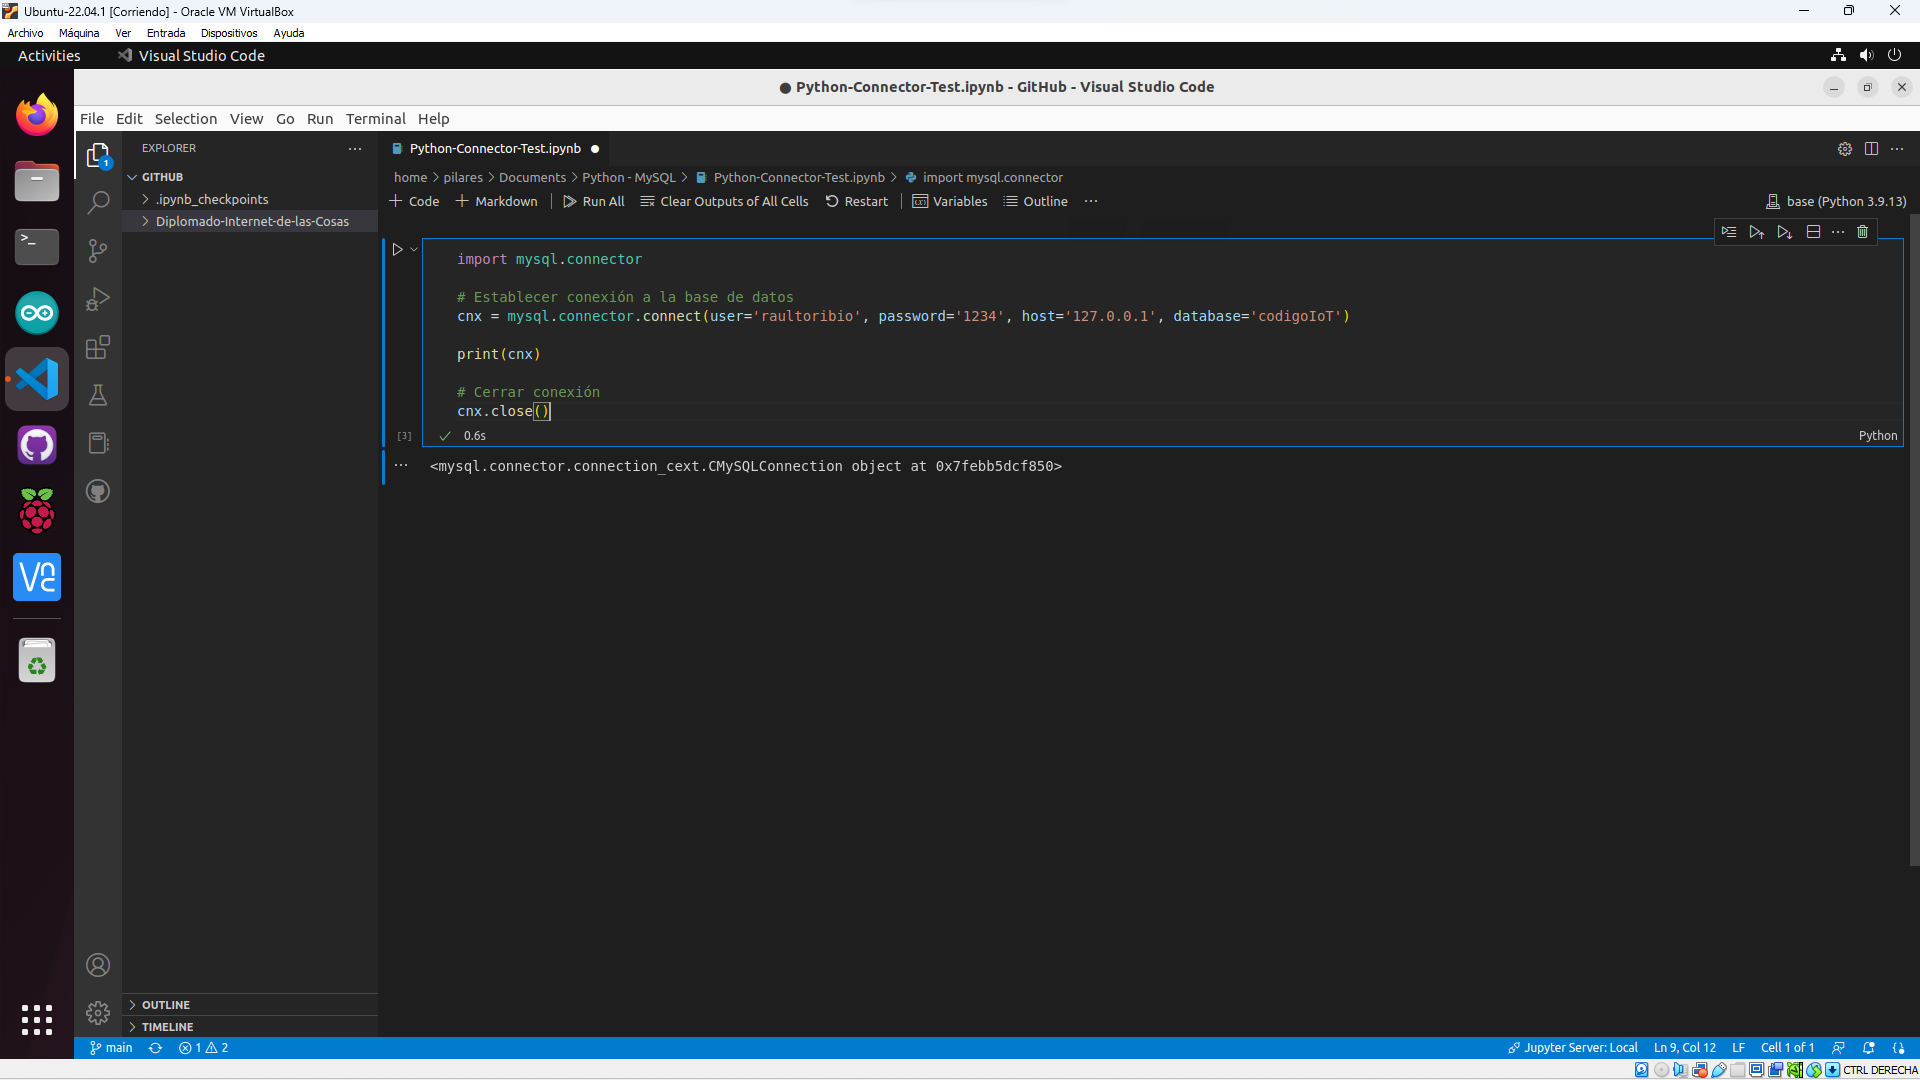 Ubuntu-22.04.1 [Corriendo] - Oracle VM VirtualBox
Archivo Máquina Ver Entrada Dispositivos Ayuda
Activities Visual Studio Code
● Python-Connector-Test.ipynb - GitHub - Visual Studio Code
File Edit Selection View Go Run Terminal Help
EXPLORER
Python-Connector-Test.ipynb
1
GITHUB
.ipynb_checkpoints
Diplomado-Internet-de-las-Cosas
home > pilares > Documents > Python - MySQL > Python-Connector-Test.ipynb > import mysql.connector
+ Code + Markdown Run All Clear Outputs of All Cells Restart Variables Outline ... base (Python 3.9.13)
import mysql.connector
# Establecer conexión a la base de datos
cnx = mysql.connector.connect(user='raultoribio', password='1234', host='127.0.0.1', database='codigoIoT')
print(cnx)
# Cerrar conexión
cnx.close()
[3] ✓ 0.6s Python
<mysql.connector.connection_cext.CMySQLConnection object at 0x7febb5dcf850>
OUTLINE
TIMELINE
main 1 2 Jupyter Server: Local Ln 9, Col 12 LF Cell 1 of 1
CTRL DERECHA